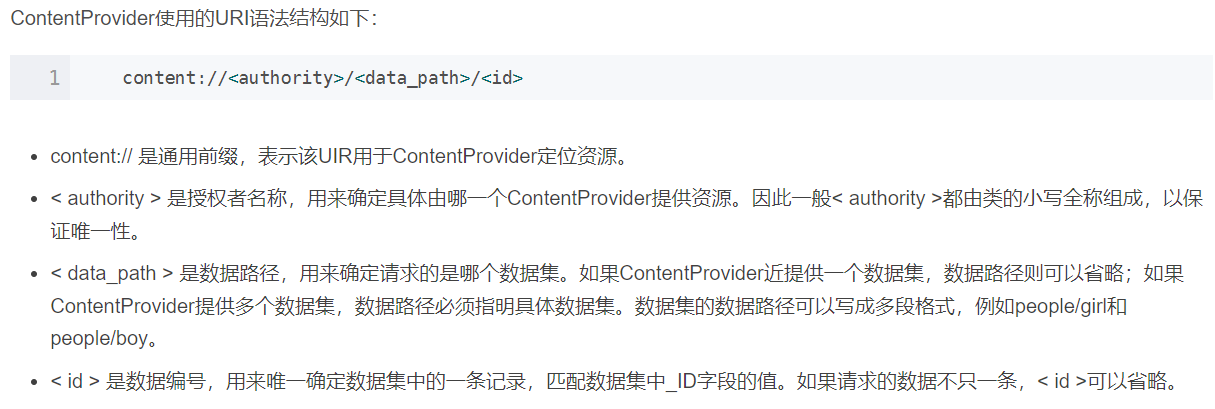 ContentProvider使用的URI语法结构如下：
1 content://<authority>/<data_path>/<id>
• content:// 是通用前缀，表示该UIR用于ContentProvider定位资源。
• < authority > 是授权者名称，用来确定具体由哪一个ContentProvider提供资源。因此一般< authority >都由类的小写全称组成，以保
证唯一性。
• < data_path > 是数据路径，用来确定请求的是哪个数据集。如果ContentProvider近提供一个数据集，数据路径则可以省略；如果
ContentProvider提供多个数据集，数据路径必须指明具体数据集。数据集的数据路径可以写成多段格式，例如people/girl和
people/boy。
• < id > 是数据编号，用来唯一确定数据集中的一条记录，匹配数据集中_ID字段的值。如果请求的数据不只一条，< id >可以省略。